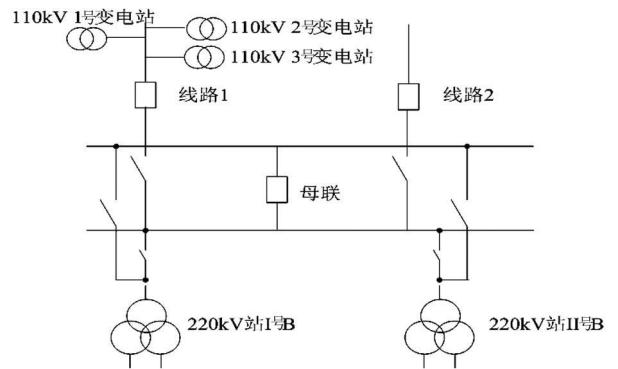 110kV 1号变电站
110kV 2号变电站
110kV 3号变电站
线路1
线路2
母联
220kV站I号B
220kV站II号B